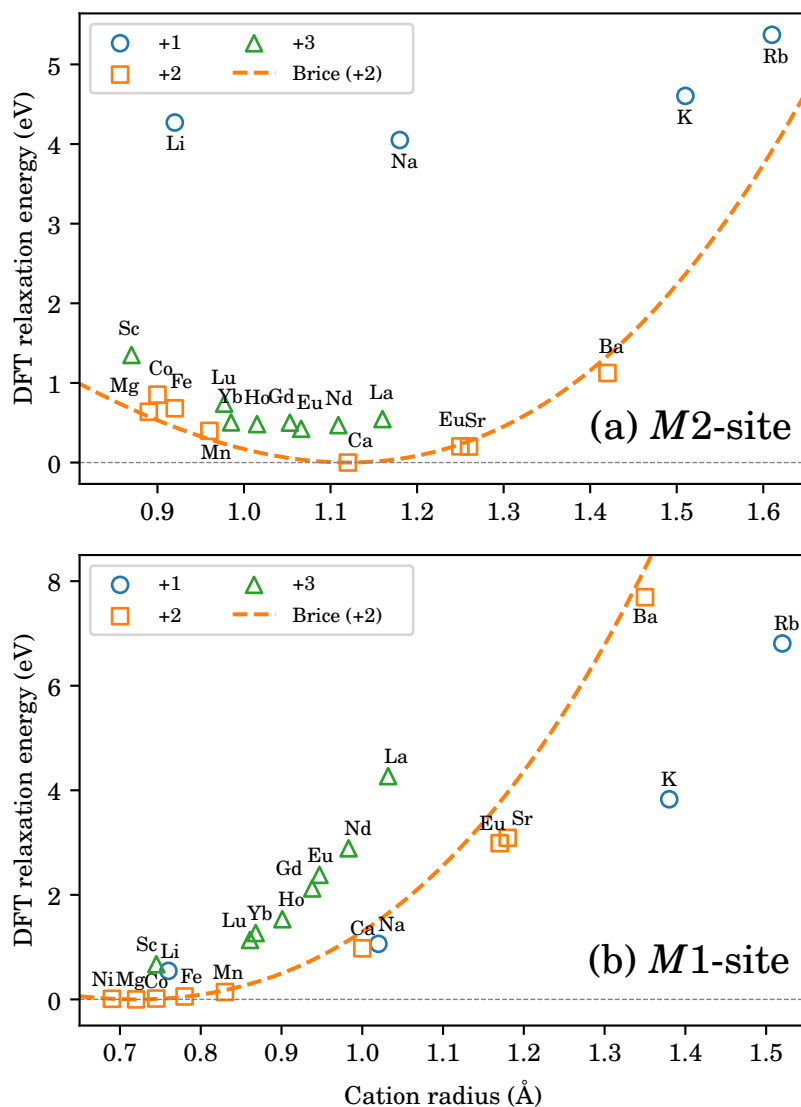 +1 +3
+2 Brice (+2)
DFT relaxation energy (eV)
5
4
3
2
1
0
Rb
K
Li
Na
Sc
Co
Mg
Fe
Lu
Yb
Ho
Gd
Eu
Nd
La
Mn
Ca
Eu
Sr
Ba
(a) M2-site
0.9 1.0 1.1 1.2 1.3 1.4 1.5 1.6
+1 +3
+2 Brice (+2)
DFT relaxation energy (eV)
8
6
4
2
0
Ba
Rb
La
K
Nd
Eu
Sr
Eu
Gd
Ho
Yb
Lu
Sc
Li
Ca
Na
Ni
Mg
Co
Fe
Mn
(b) M1-site
0.7 0.8 0.9 1.0 1.1 1.2 1.3 1.4 1.5
Cation radius (Å)